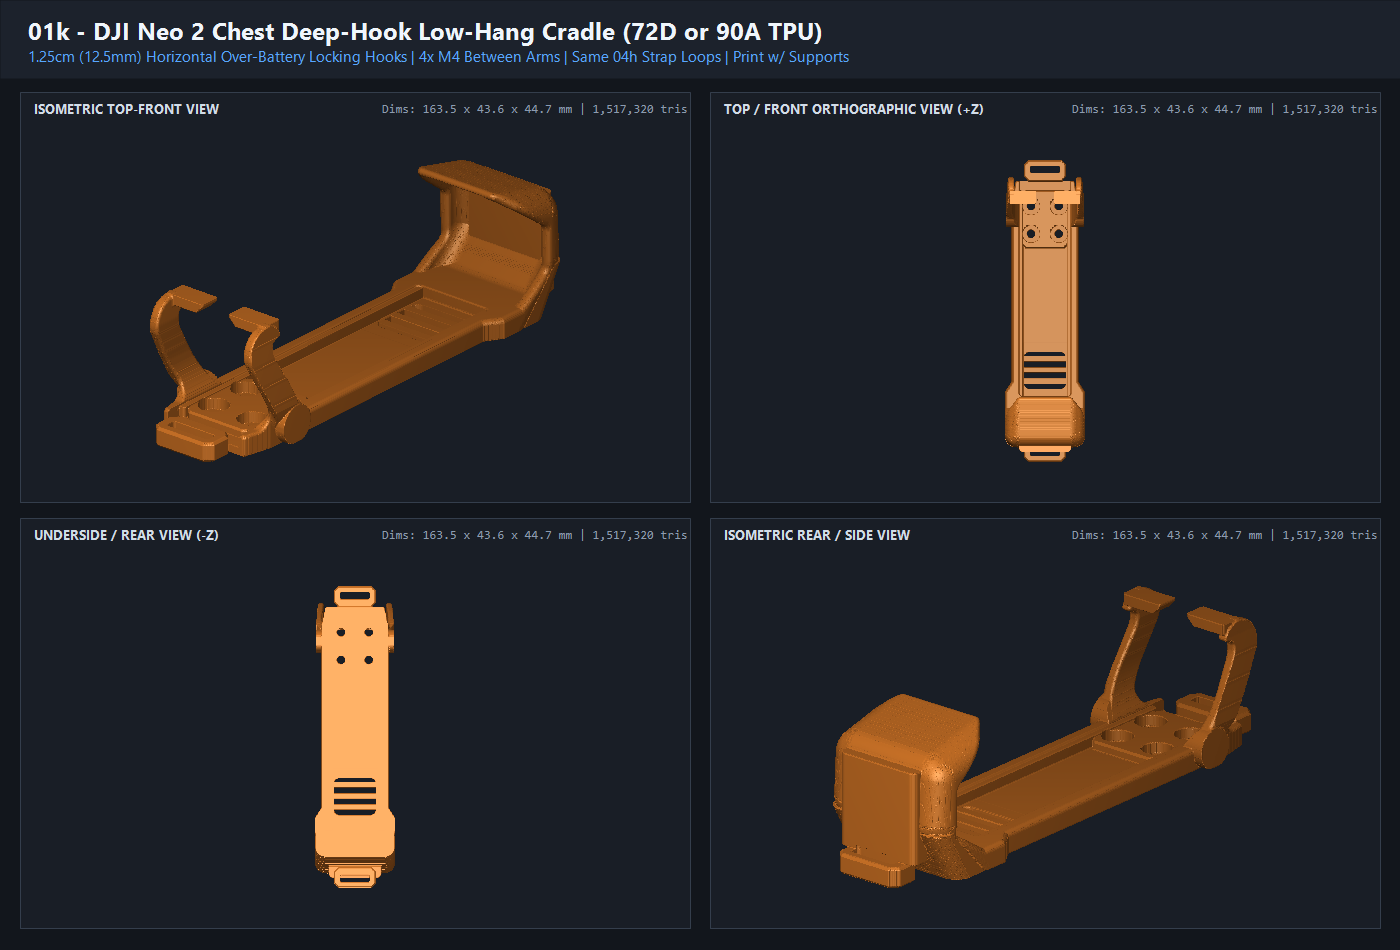 01k - DJI Neo 2 Chest Deep-Hook Low-Hang Cradle (72D or 90A TPU)
1.25cm (12.5mm) Horizontal Over-Battery Locking Hooks | 4x M4 Between Arms | Same 04h Strap Loops | Print w/ Supports
ISOMETRIC TOP-FRONT VIEW
Dims: 163.5 x 43.6 x 44.7 mm | 1,517,320 tris
TOP / FRONT ORTHOGRAPHIC VIEW (+Z)
Dims: 163.5 x 43.6 x 44.7 mm | 1,517,320 tris
UNDERSIDE / REAR VIEW (-Z)
Dims: 163.5 x 43.6 x 44.7 mm | 1,517,320 tris
ISOMETRIC REAR / SIDE VIEW
Dims: 163.5 x 43.6 x 44.7 mm | 1,517,320 tris